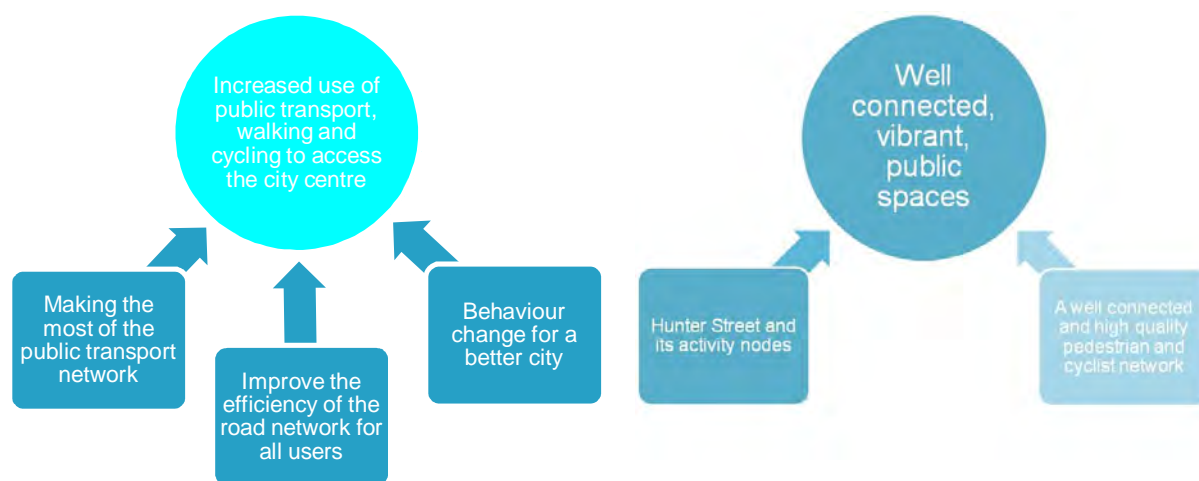 Increased use of
public transport,
walking and
cycling to access
the city centre
Making the
most of the
public transport
network
Improve the
efficiency of the
road network for
all users
Behaviour
change for a
better city
Well
connected,
vibrant,
public
spaces
Hunter Street and
its activity nodes
A well connected
and high quality
pedestrian and
cyclist network